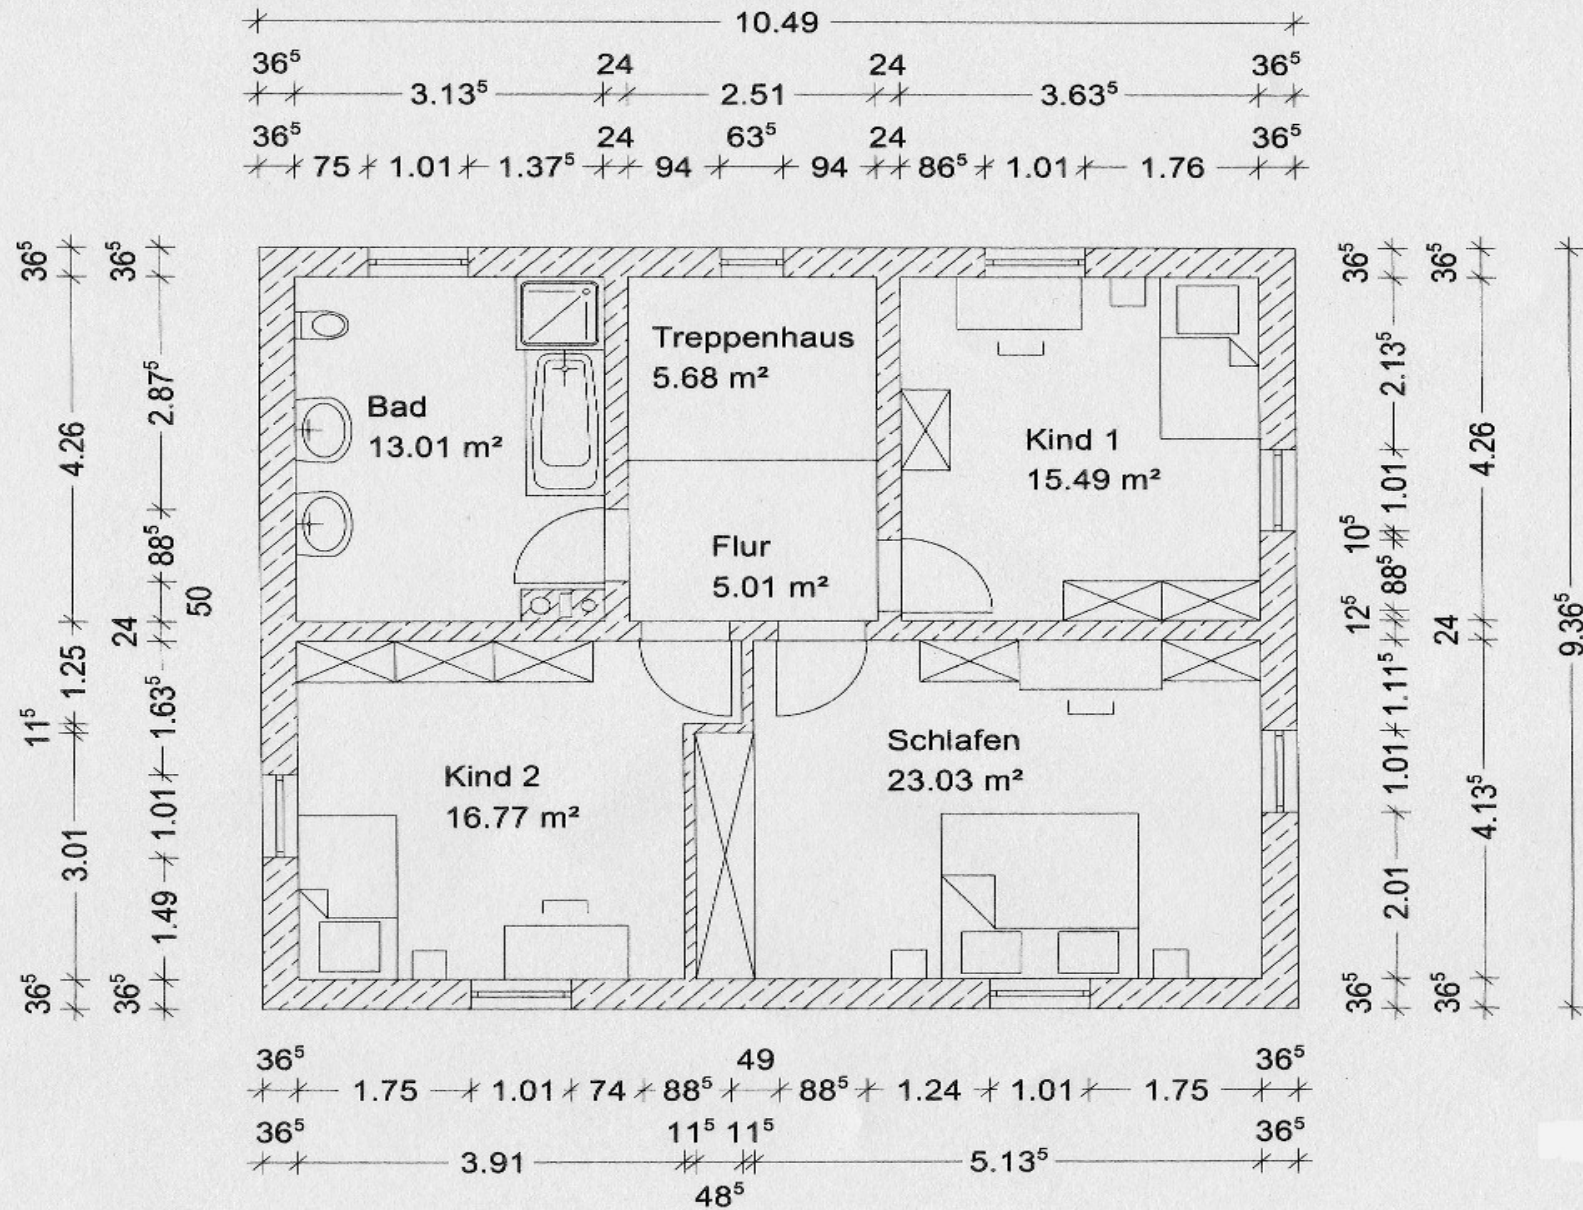 10.49
36⁵ 24 24 36⁵
3.13⁵ 2.51 3.63⁵
36⁵ 24 63⁵ 24 36⁵
75 1.01 1.37⁵ 94 94 86⁵ 1.01 1.76
36⁵ 4.26 1.25 11⁵ 3.01 36⁵
36⁵ 2.87⁵ 88⁵ 50 24 1.63⁵ 1.01 1.49 36⁵
Treppenhaus
5.68 m²
Bad
13.01 m²
Kind 1
15.49 m²
Flur
5.01 m²
Schlafen
23.03 m²
Kind 2
16.77 m²
36⁵ 2.13⁵ 1.01 10⁵ 88⁵ 12⁵ 1.11⁵ 1.01 2.01 36⁵
36⁵ 4.26 24 4.13⁵ 36⁵
9.36⁵
36⁵ 49 36⁵
1.75 1.01 74 88⁵ 88⁵ 1.24 1.01 1.75
36⁵ 11⁵ 11⁵ 36⁵
3.91 5.13⁵
48⁵